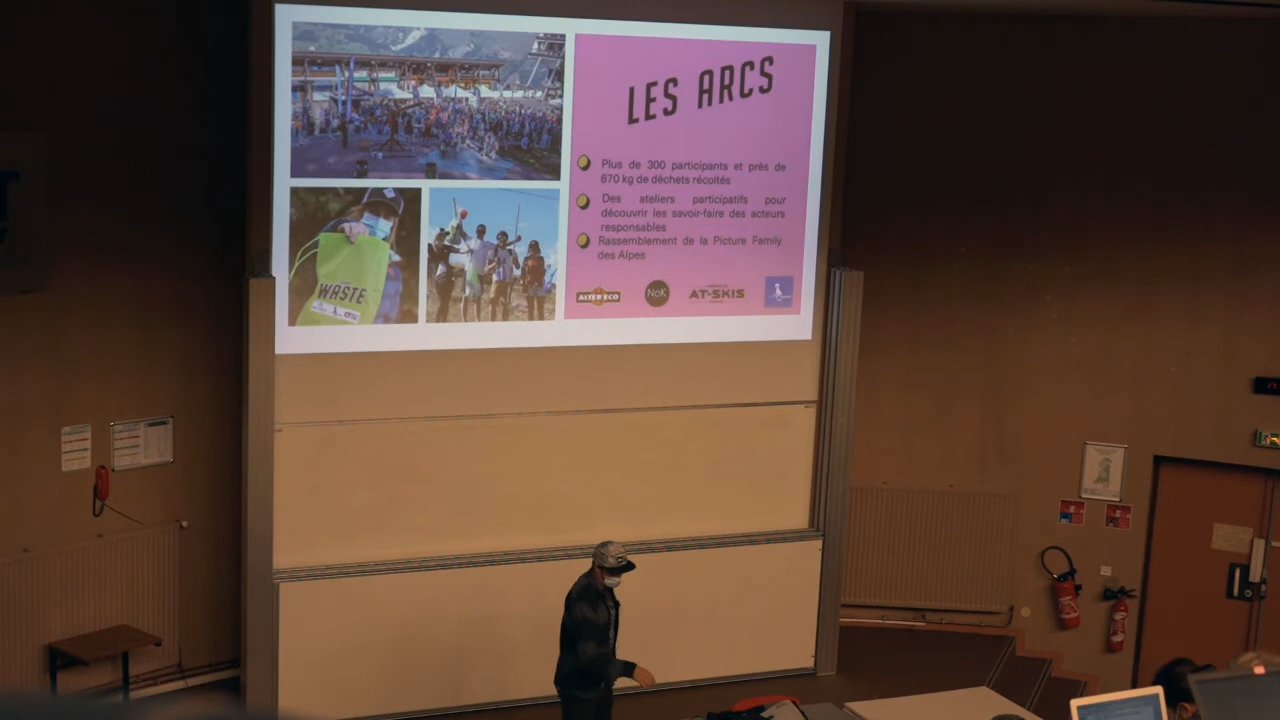 LES ARCS
Plus de 300 participants et près de
670 kg de déchets récoltés
Des ateliers participatifs pour
découvrir les savoir-faire des acteurs
responsables
Rassemblement de la Picture Family
des Alpes
WASTE
ALTER ECO
NOK
AT-SKIS